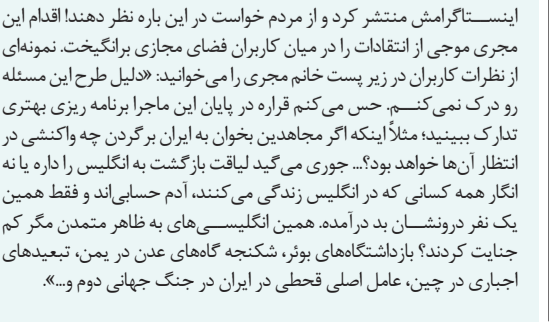 اینستاگرامش منتشر کرد و از مردم خواست در این باره نظر دهند! اقدام این
مجری موجی از انتقادات را در میان کاربران فضای مجازی برانگیخت. نمونه‌ای
از نظرات کاربران در زیر پست خانم مجری را می‌خوانید: «دلیل طرح این مسئله
رو درک نمی‌کنم. حس می‌کنم قراره در پایان این ماجرا برنامه ریزی بهتری
تدارک ببینید؛ مثلاً اینکه اگر مجاهدین بخوان به ایران برگردن چه واکنشی در
انتظار آن‌ها خواهد بود؟... جوری می‌گید لیاقت بازگشت به انگلیس را داره یا نه
انگار همه کسانی که در انگلیس زندگی می‌کنند، آدم حسابی‌اند و فقط همین
یک نفر درونشان بد درآمده. همین انگلیسی‌های به ظاهر متمدن مگر کم
جنایت کردند؟ بازداشتگاه‌های بوئر، شکنجه گاه‌های عدن در یمن، تبعیدهای
اجباری در چین، عامل اصلی قحطی در ایران در جنگ جهانی دوم و...».